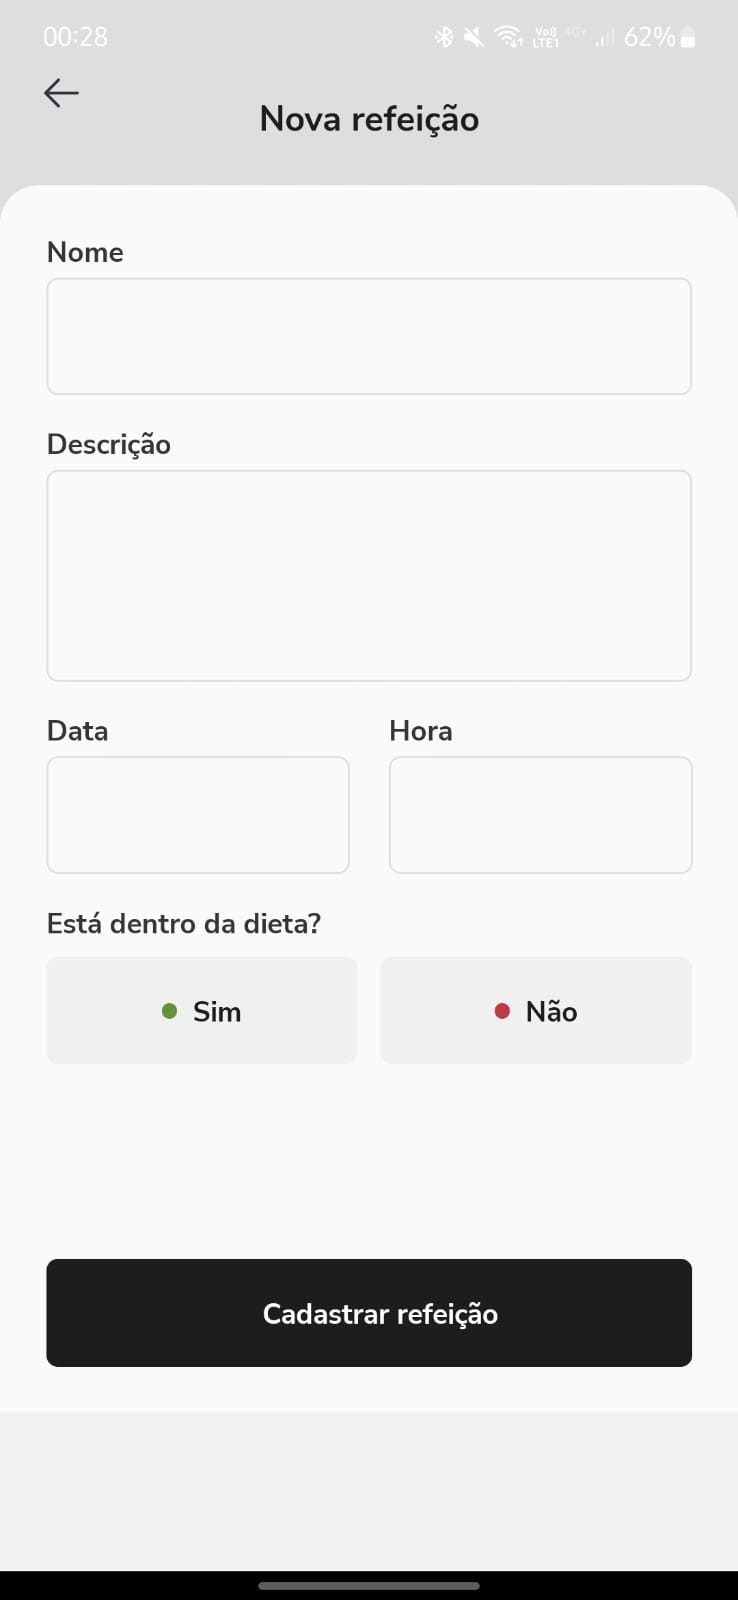 00:28 Vo)) LTE1 4G+ 62%
Nova refeição
Nome
Descrição
Data Hora
Está dentro da dieta?
Sim Não
Cadastrar refeição